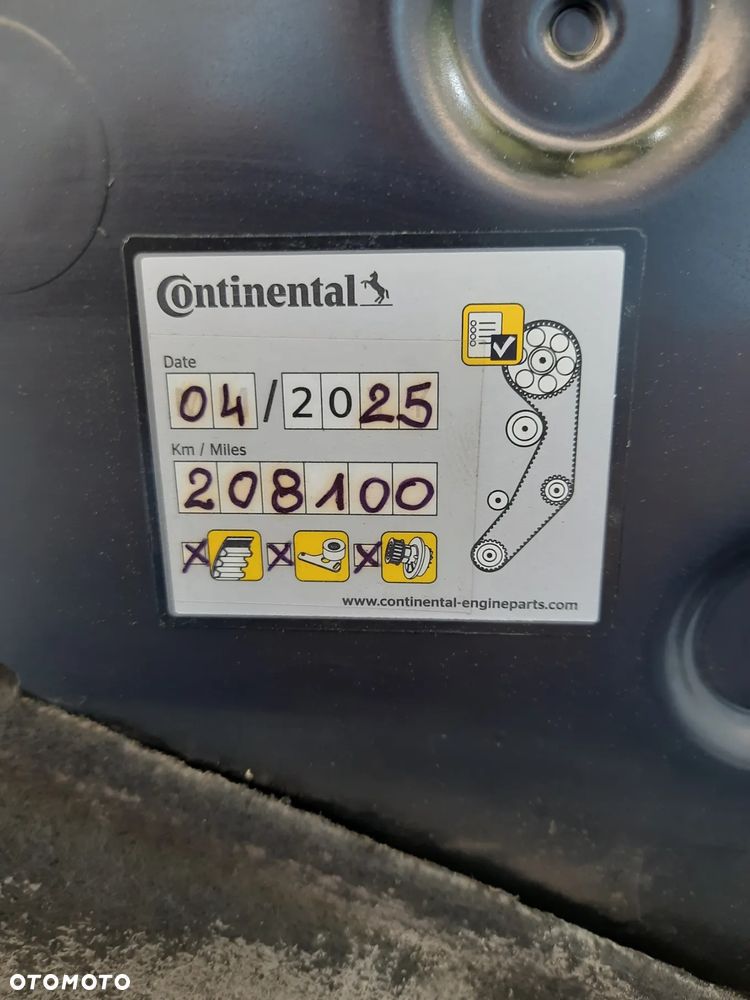 Continental
Date
04/2025
Km / Miles
208100
X X X
www.continental-engineparts.com
OTOMOTO